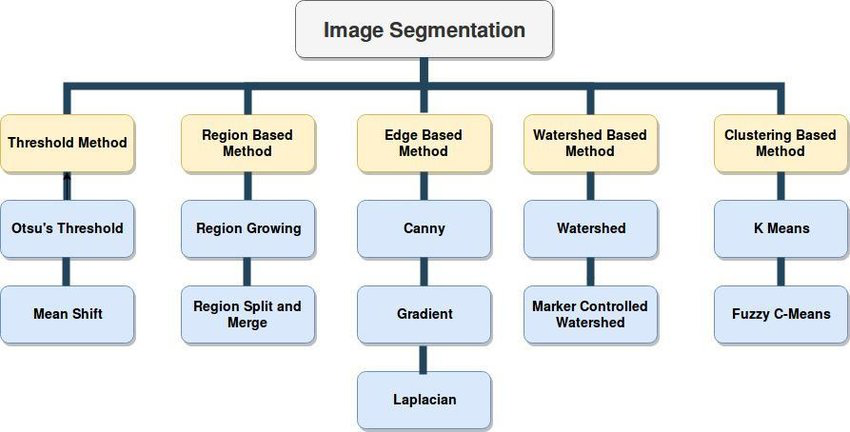 Image Segmentation
Threshold Method
Region Based
Method
Edge Based
Method
Watershed Based
Method
Clustering Based
Method
Otsu's Threshold
Region Growing
Canny
Watershed
K Means
Mean Shift
Region Split and
Merge
Gradient
Marker Controlled
Watershed
Fuzzy C-Means
Laplacian